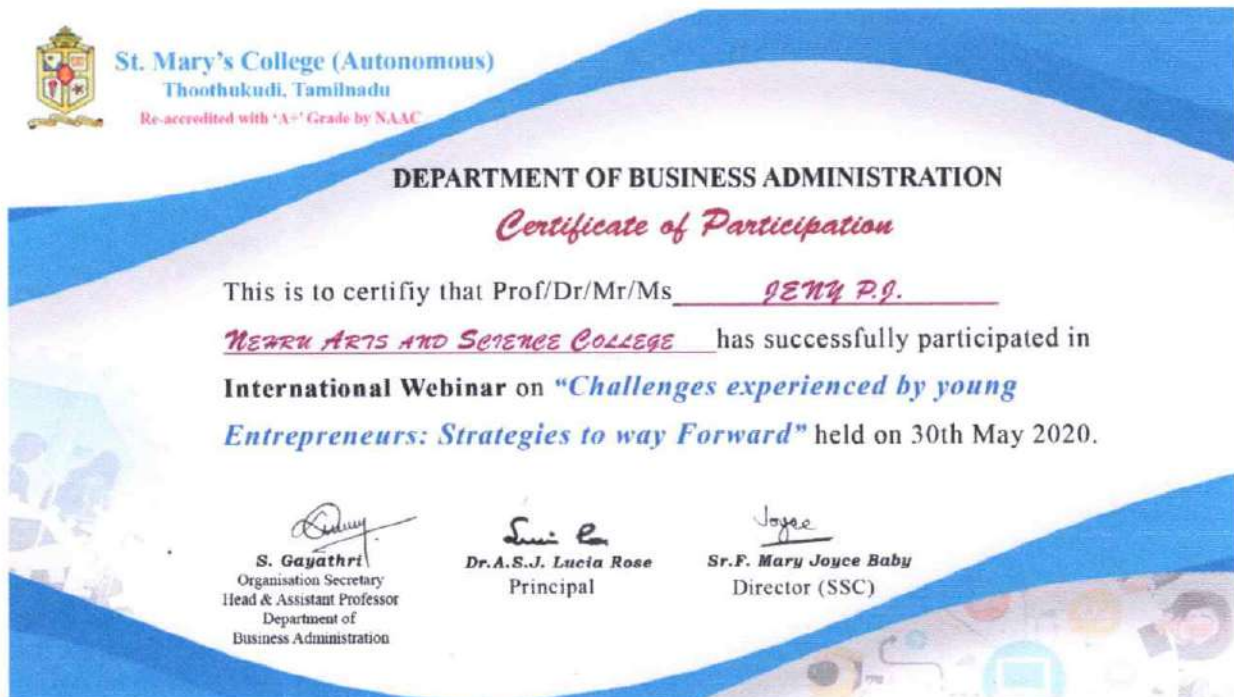 St. Mary's College (Autonomous)
Thoothukudi, Tamilnadu
Re-accredited with 'A+' Grade by NAAC
DEPARTMENT OF BUSINESS ADMINISTRATION
Certificate of Participation
This is to certifiy that Prof/Dr/Mr/Ms JENY P.J.
NEHRU ARTS AND SCIENCE COLLEGE has successfully participated in
International Webinar on "Challenges experienced by young
Entrepreneurs: Strategies to way Forward" held on 30th May 2020.
Joyce
S. Gayathri
Organisation Secretary
Head & Assistant Professor
Department of
Business Administration
Dr.A.S.J. Lucia Rose
Principal
Sr.F. Mary Joyce Baby
Director (SSC)